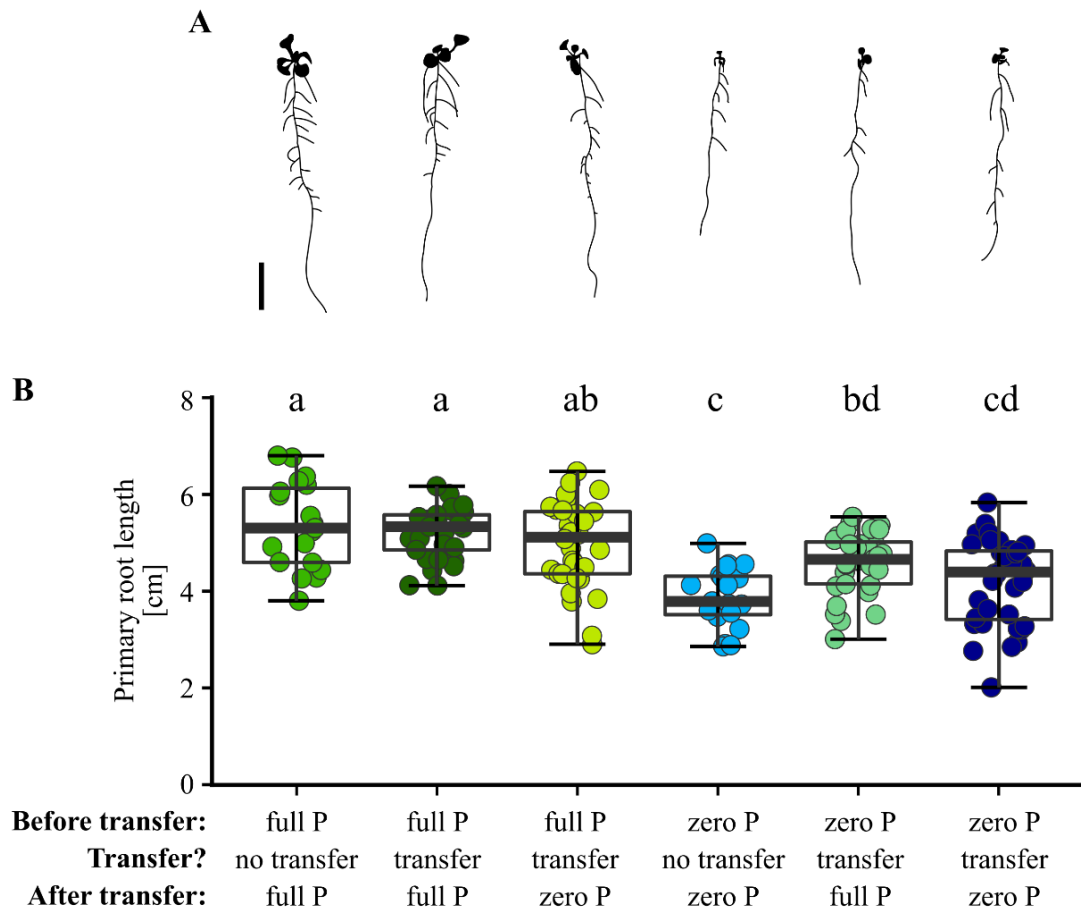 A
B
a a ab c bd cd
8
6
4
2
0
Primary root length
[cm]
Before transfer: full P full P full P zero P zero P zero P
Transfer? no transfer transfer transfer no transfer transfer transfer
After transfer: full P full P zero P zero P full P zero P